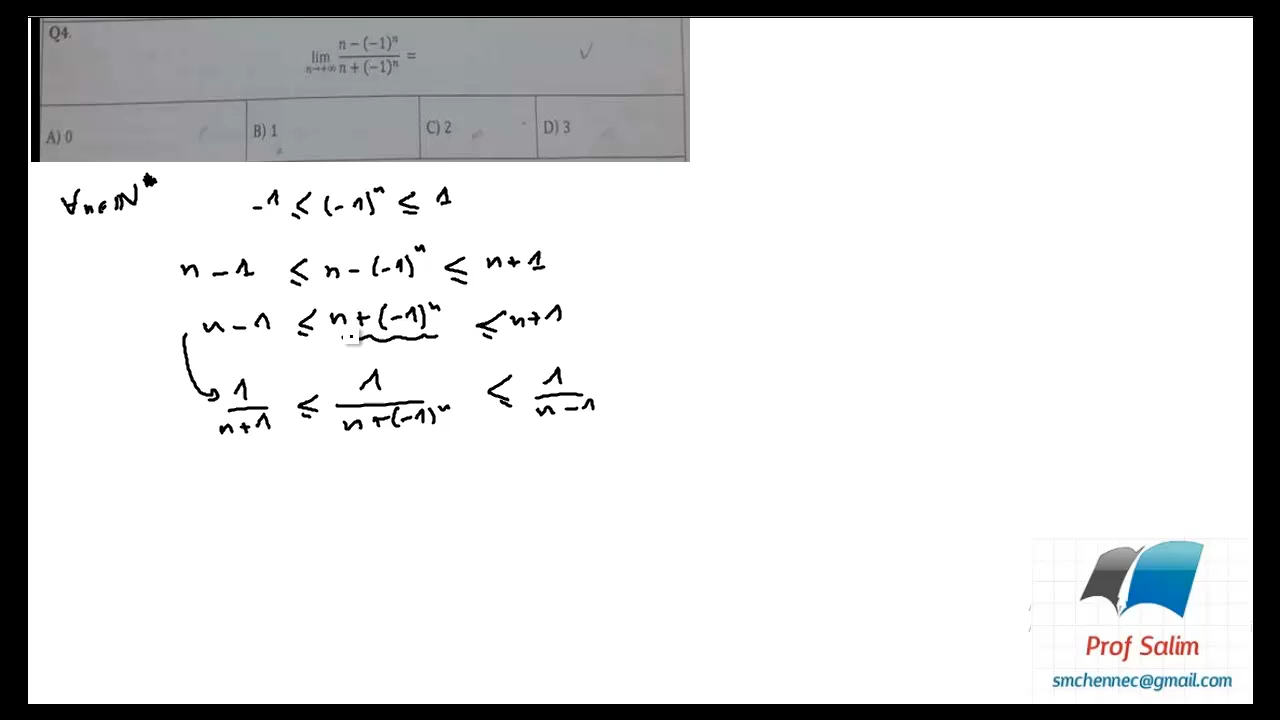 Q4.
lim n→+∞ (n − (−1)ⁿ)/(n + (−1)ⁿ) =
A) 0 B) 1 C) 2 D) 3
∀n∈ℕ* −1 ≤ (−1)ⁿ ≤ 1
n − 1 ≤ n − (−1)ⁿ ≤ n + 1
n − 1 ≤ n + (−1)ⁿ ≤ n + 1
1/(n + 1) ≤ 1/(n + (−1)ⁿ) ≤ 1/(n − 1)
Prof Salim
smchennec@gmail.com